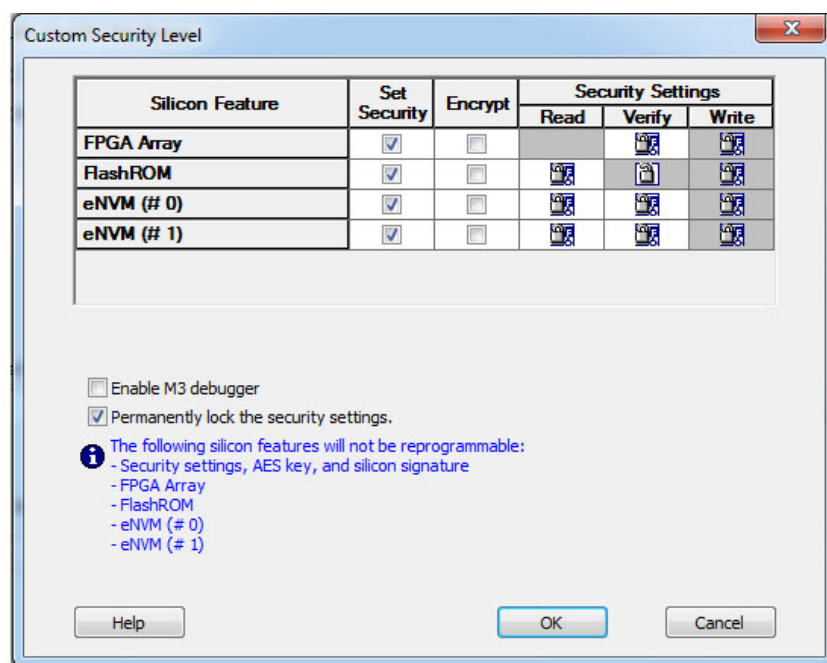 Custom Security Level
Silicon Feature
Set Security
Encrypt
Security Settings
Read
Verify
Write
FPGA Array
FlashROM
eNVM (# 0)
eNVM (# 1)
Enable M3 debugger
Permanently lock the security settings.
The following silicon features will not be reprogrammable:
- Security settings, AES key, and silicon signature
- FPGA Array
- FlashROM
- eNVM (# 0)
- eNVM (# 1)
Help
OK
Cancel